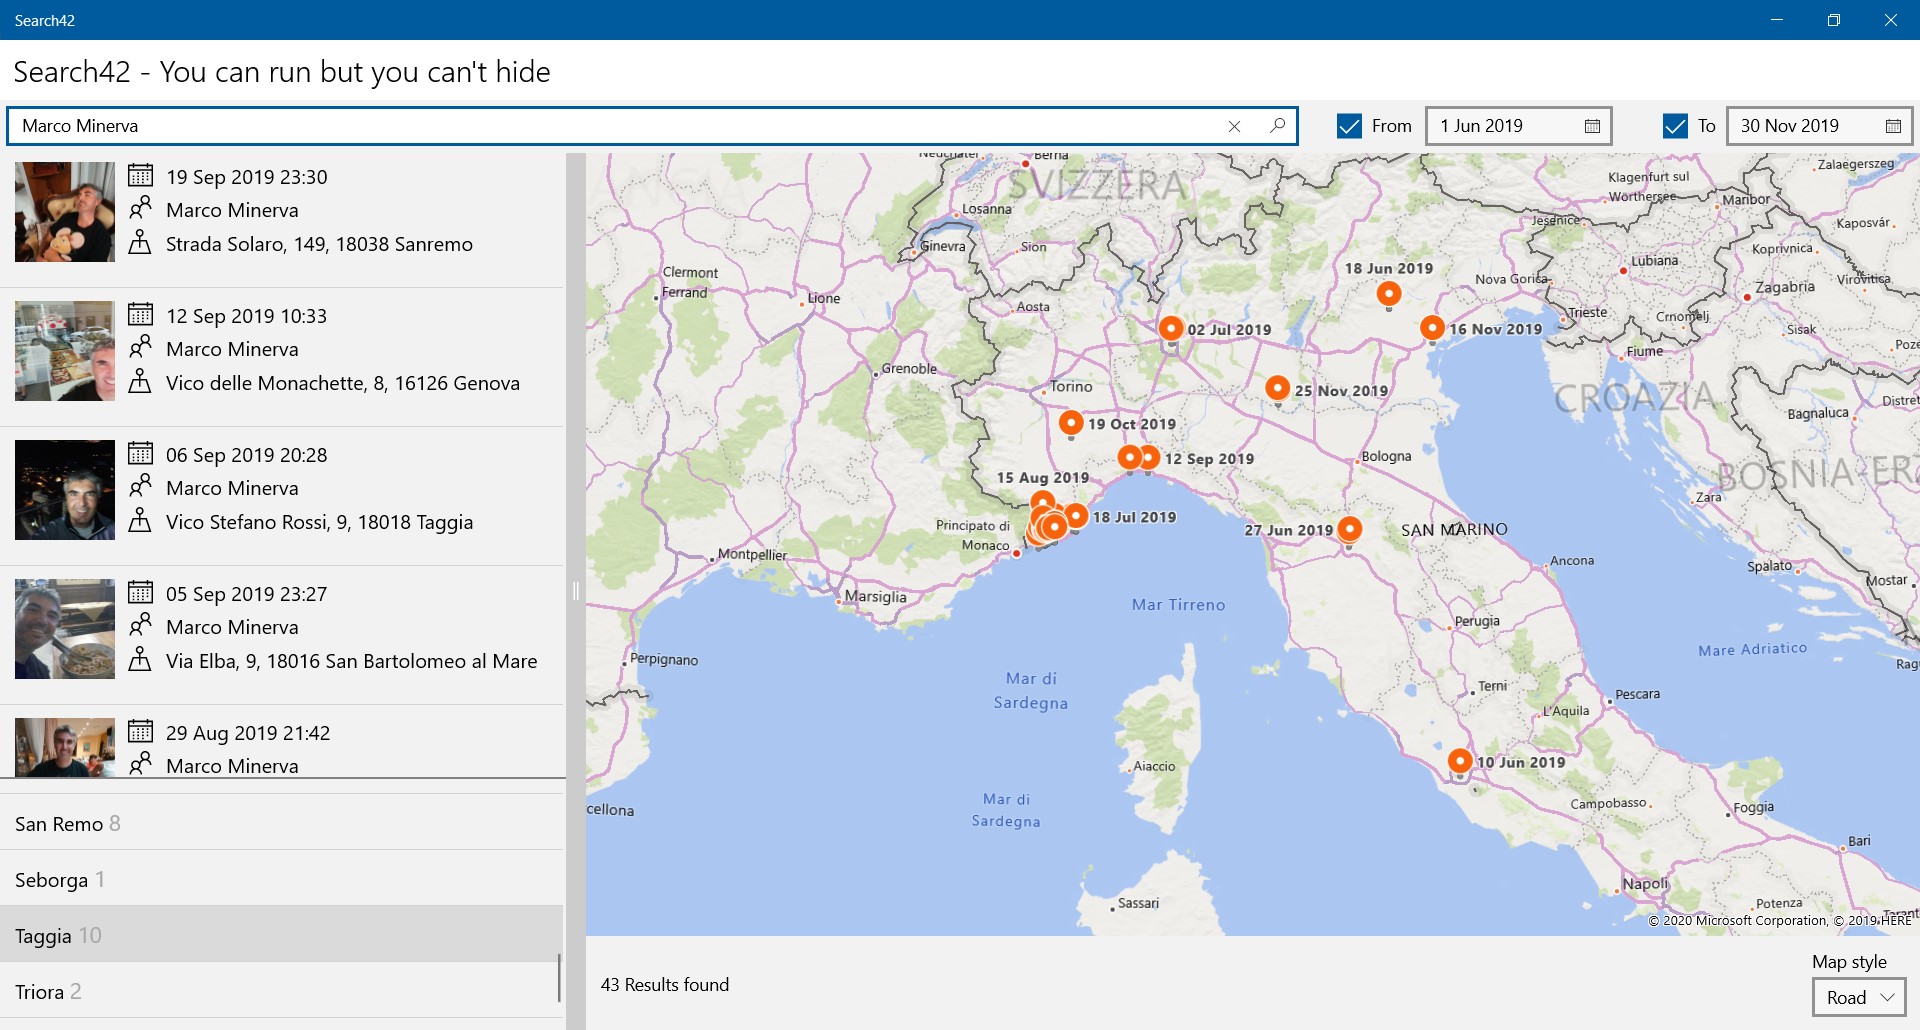 Search42
Search42 - You can run but you can't hide
Marco Minerva
From
1 Jun 2019
To
30 Nov 2019
19 Sep 2019 23:30
Marco Minerva
Strada Solaro, 149, 18038 Sanremo
12 Sep 2019 10:33
Marco Minerva
Vico delle Monachette, 8, 16126 Genova
06 Sep 2019 20:28
Marco Minerva
Vico Stefano Rossi, 9, 18018 Taggia
05 Sep 2019 23:27
Marco Minerva
Via Elba, 9, 18016 San Bartolomeo al Mare
29 Aug 2019 21:42
Marco Minerva
San Remo 8
Seborga 1
Taggia 10
Triora 2
Neuchatel
Berna
SVIZZERA
Losanna
Ginevra
Sion
Zalaegerszeg
Klagenfurt sul
Worthersee
Maribor
Jesenice
Kaposvár
Koprivnica
Lubiana
Nova Gorica
Virovitica
Zagabria
Clermont
Ferrand
Lione
Aosta
18 Jun 2019
02 Jul 2019
16 Nov 2019
Trieste
Crnomelj
Sisak
Fiume
Grenoble
Torino
25 Nov 2019
CROAZIA
Bagnaluca
19 Oct 2019
12 Sep 2019
Bologna
BOSNIA-ER
15 Aug 2019
Zara
Principato di
Monaco
18 Jul 2019
27 Jun 2019
SAN MARINO
Montpellier
Ancona
Spalato
Mostar
Marsiglia
Mar Tirreno
Perugia
Perpignano
Mare Adriatico
Rag
Mar di
Sardegna
Terni
Pescara
L'Aquila
10 Jun 2019
Aiaccio
Mar di
Sardegna
cellona
Campobasso
Foggia
Bari
Napoli
Sassari
Potenza
© 2020 Microsoft Corporation, © 2019 HERE
43 Results found
Map style
Road